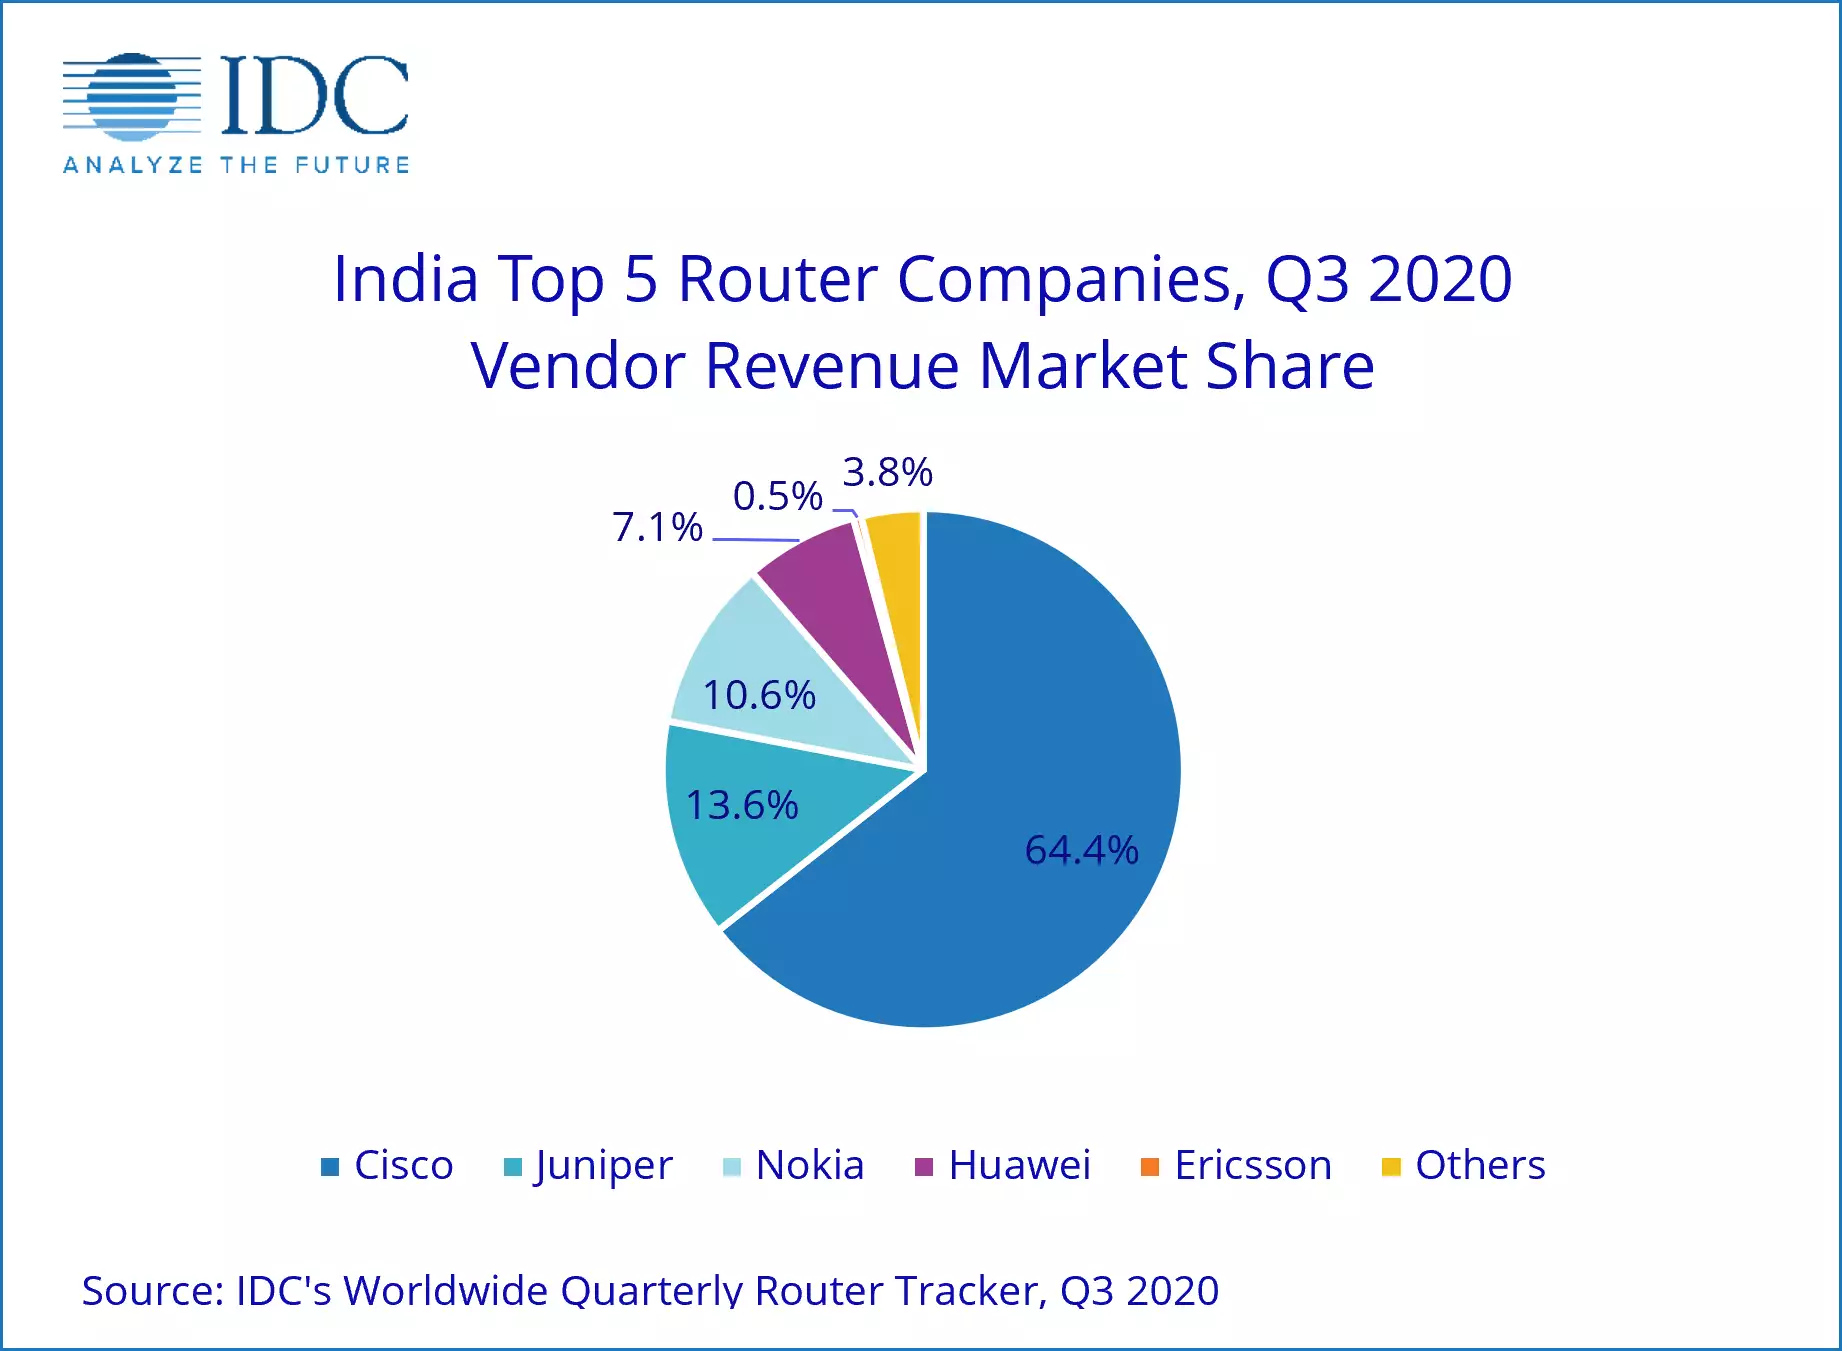 IDC
ANALYZE THE FUTURE
India Top 5 Router Companies, Q3 2020
Vendor Revenue Market Share
3.8%
0.5%
7.1%
10.6%
13.6%
64.4%
Cisco Juniper Nokia Huawei Ericsson Others
Source: IDC's Worldwide Quarterly Router Tracker, Q3 2020